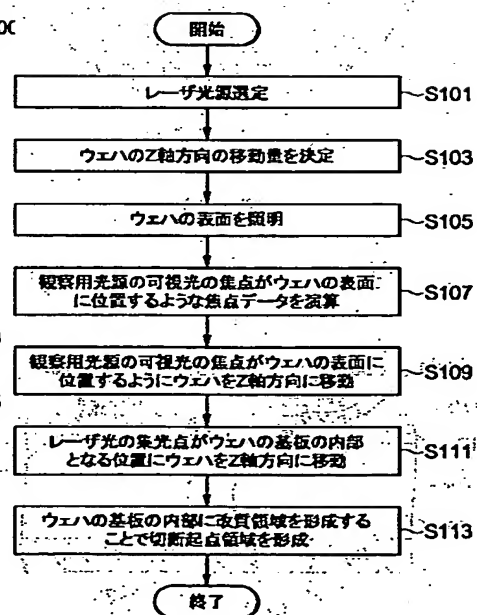 開始
レーザ光源選定
S101
ウェハのZ軸方向の移動量を決定
S103
ウェハの表面を照明
S105
観察用光源の可視光の焦点がウェハの表面
に位置するような焦点データを演算
S107
観察用光源の可視光の焦点がウェハの表面に
位置するようにウェハをZ軸方向に移動
S109
レーザ光の集光点がウェハの基板の内部
となる位置にウェハをZ軸方向に移動
S111
ウェハの基板の内部に改質領域を形成する
ことで切断起点領域を形成
S113
終了